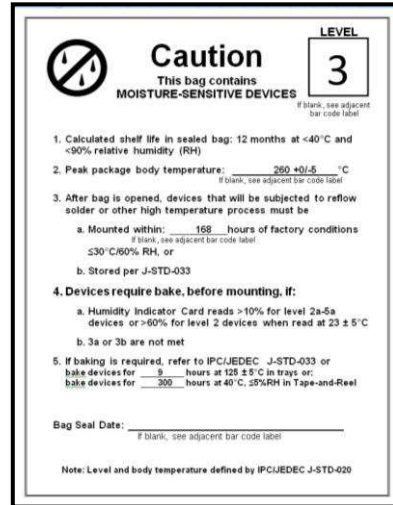 LEVEL
3
Caution
This bag contains
MOISTURE-SENSITIVE DEVICES
If blank, see adjacent
bar code label
1. Calculated shelf life in sealed bag: 12 months at <40°C and
<90% relative humidity (RH)
2. Peak package body temperature: 260 +0/-5 °C
If blank, see adjacent bar code label
3. After bag is opened, devices that will be subjected to reflow
solder or other high temperature process must be
a. Mounted within: 168 hours of factory conditions
If blank, see adjacent bar code label
≤30°C/60% RH, or
b. Stored per J-STD-033
4. Devices require bake, before mounting, if:
a. Humidity Indicator Card reads >10% for level 2a-5a
devices or >60% for level 2 devices when read at 23 ± 5°C
b. 3a or 3b are not met
5. If baking is required, refer to IPC/JEDEC J-STD-033 or
bake devices for 9 hours at 125 ± 5°C in trays or;
bake devices for 300 hours at 40°C, ≤5%RH in Tape-and-Reel
Bag Seal Date:
If blank, see adjacent bar code label
Note: Level and body temperature defined by IPC/JEDEC J-STD-020